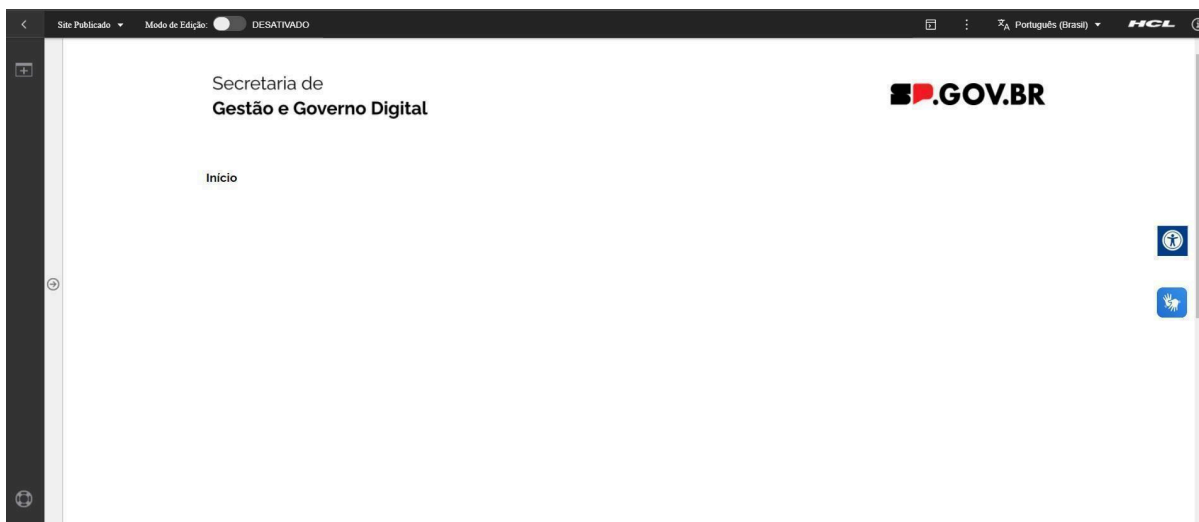 Site Publicado Modo de Edição: DESATIVADO Português (Brasil) HCL
Secretaria de
Gestão e Governo Digital
SP.GOV.BR
Início